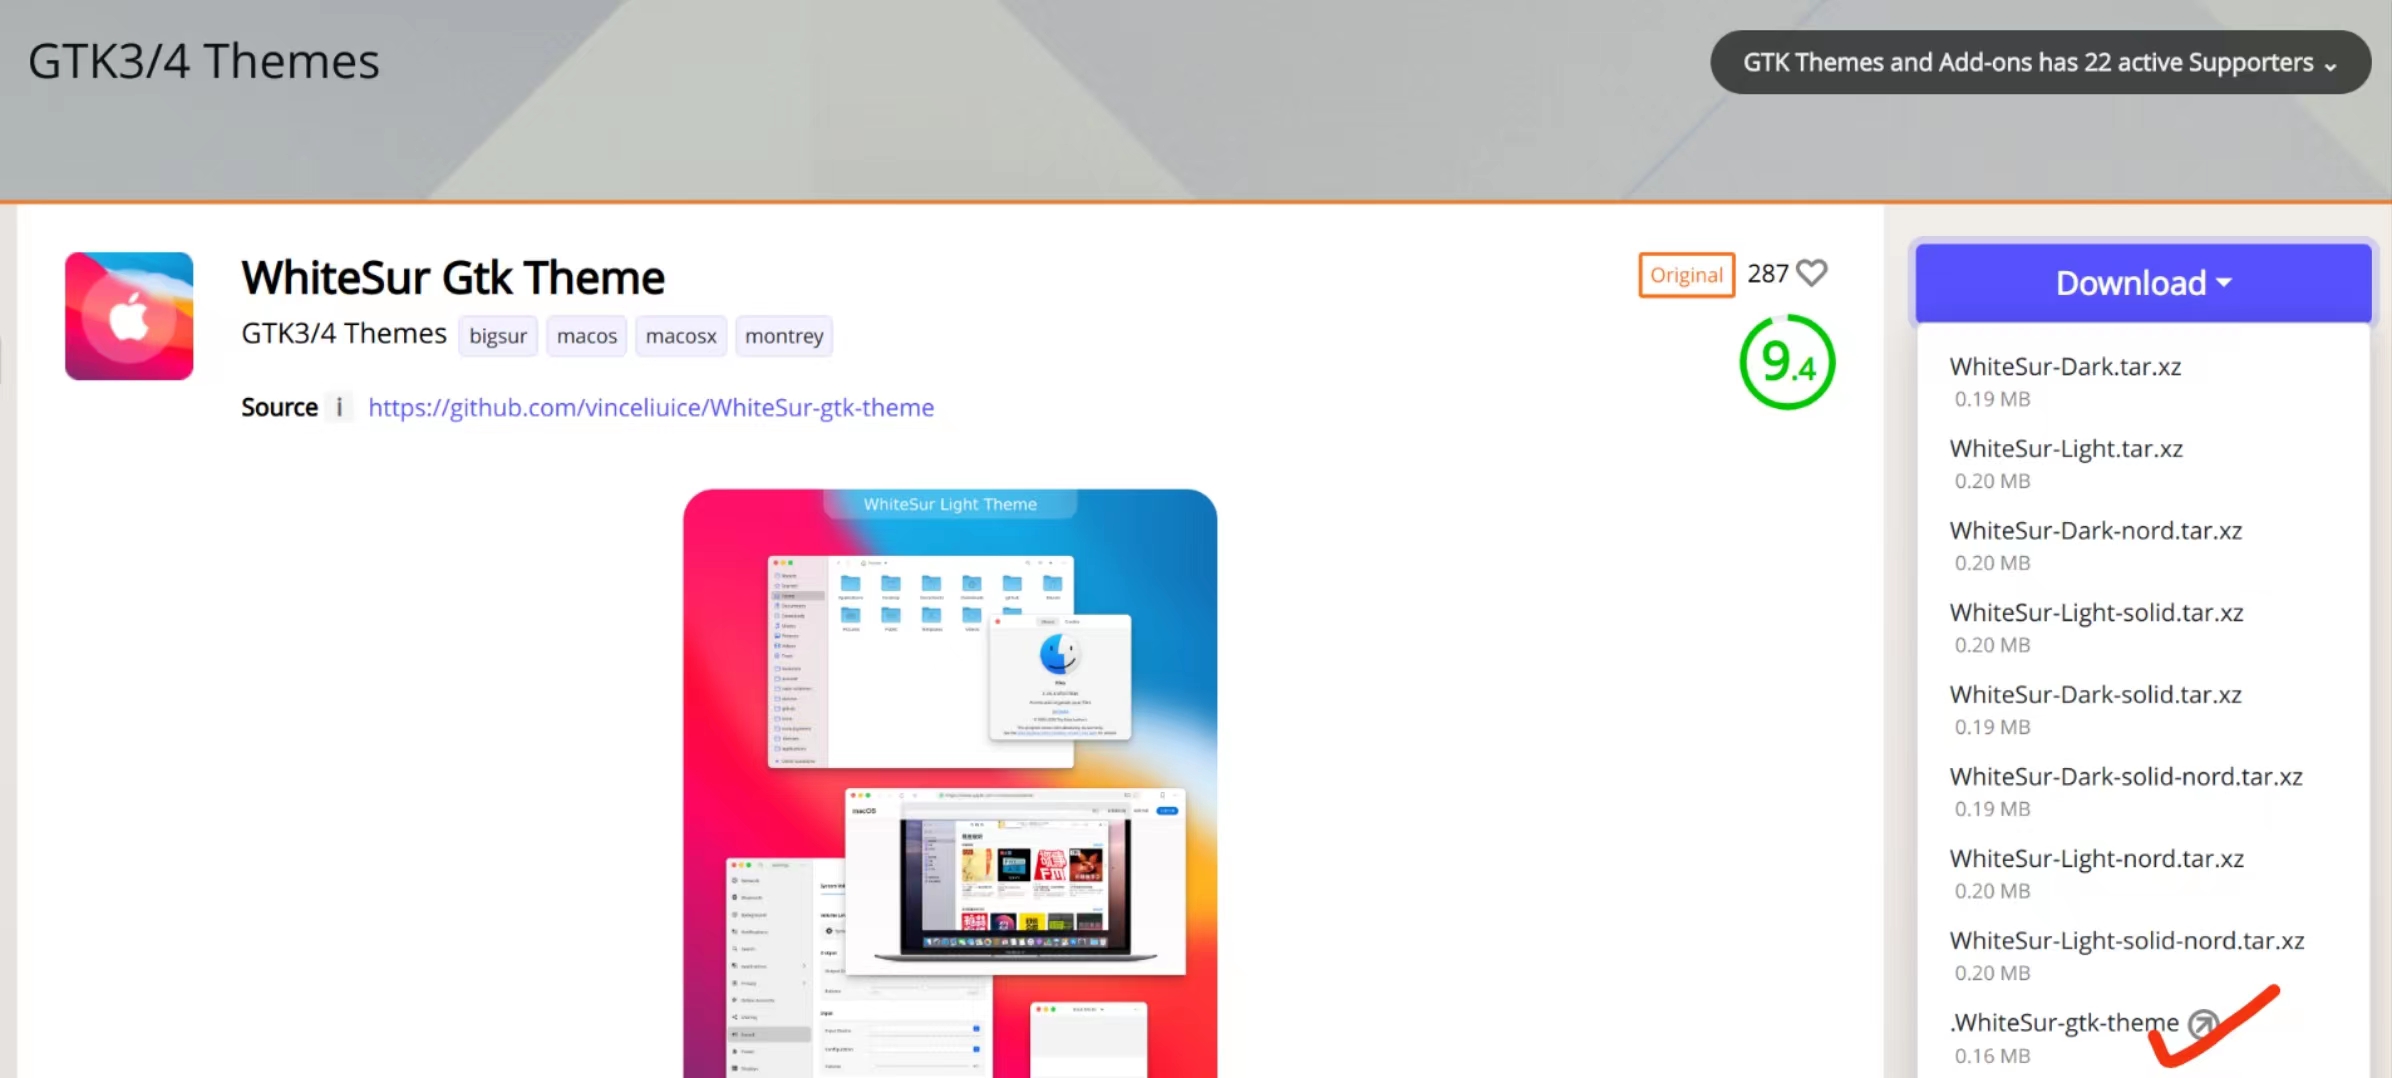 GTK3/4 Themes
GTK Themes and Add-ons has 22 active Supporters
WhiteSur Gtk Theme
GTK3/4 Themes bigsur macos macosx montrey
Source i https://github.com/vinceliuice/WhiteSur-gtk-theme
Original 287
9.4
WhiteSur Light Theme
macOS
Download
WhiteSur-Dark.tar.xz
0.19 MB
WhiteSur-Light.tar.xz
0.20 MB
WhiteSur-Dark-nord.tar.xz
0.20 MB
WhiteSur-Light-solid.tar.xz
0.20 MB
WhiteSur-Dark-solid.tar.xz
0.19 MB
WhiteSur-Dark-solid-nord.tar.xz
0.19 MB
WhiteSur-Light-nord.tar.xz
0.20 MB
WhiteSur-Light-solid-nord.tar.xz
0.20 MB
.WhiteSur-gtk-theme
0.16 MB